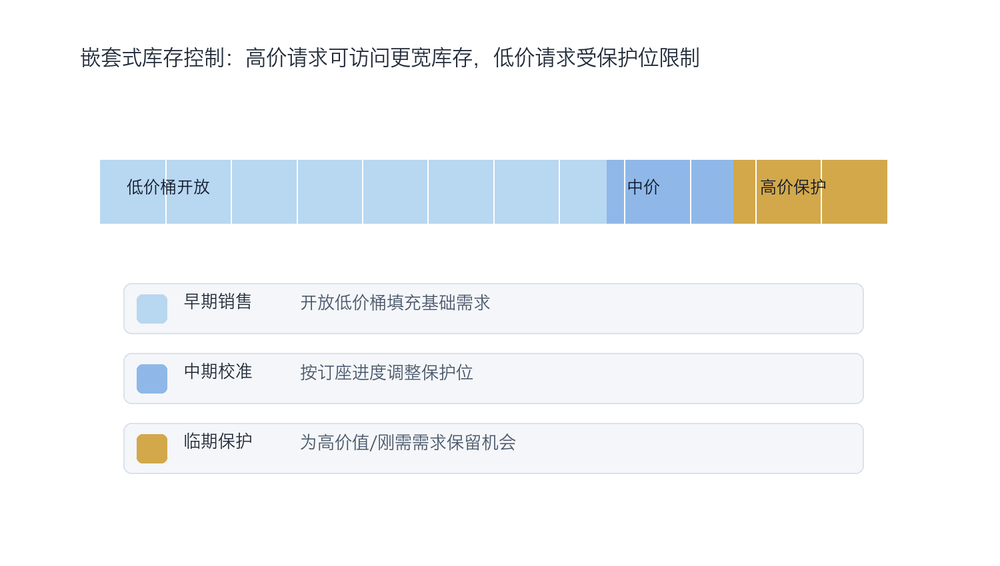 嵌套式库存控制：高价请求可访问更宽库存，低价请求受保护位限制
低价桶开放
中价
高价保护
早期销售
开放低价桶填充基础需求
中期校准
按订座进度调整保护位
临期保护
为高价值/刚需需求保留机会